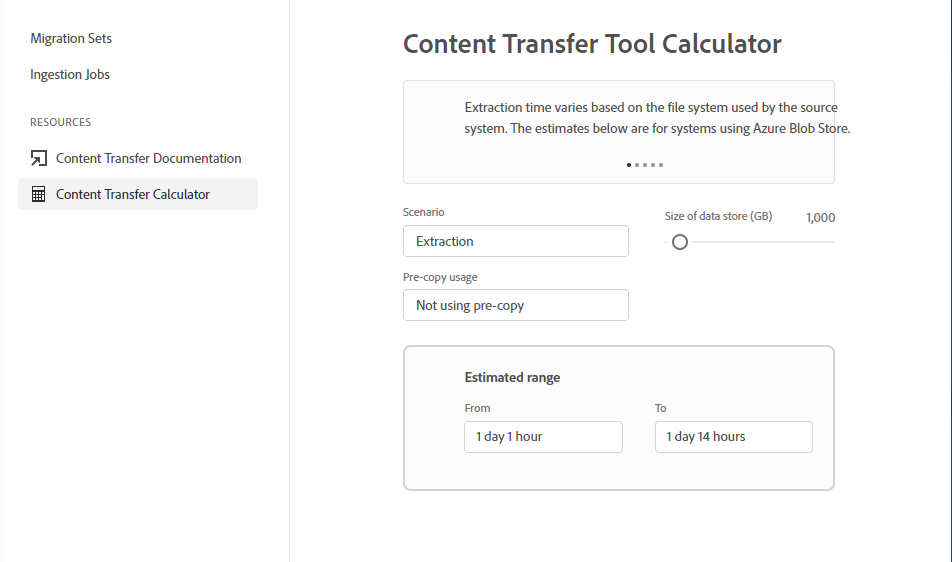 Migration Sets
Ingestion Jobs
RESOURCES
Content Transfer Documentation
Content Transfer Calculator
Content Transfer Tool Calculator
Extraction time varies based on the file system used by the source
system. The estimates below are for systems using Azure Blob Store.
Scenario
Extraction
Size of data store (GB) 1,000
Pre-copy usage
Not using pre-copy
Estimated range
From
1 day 1 hour
To
1 day 14 hours